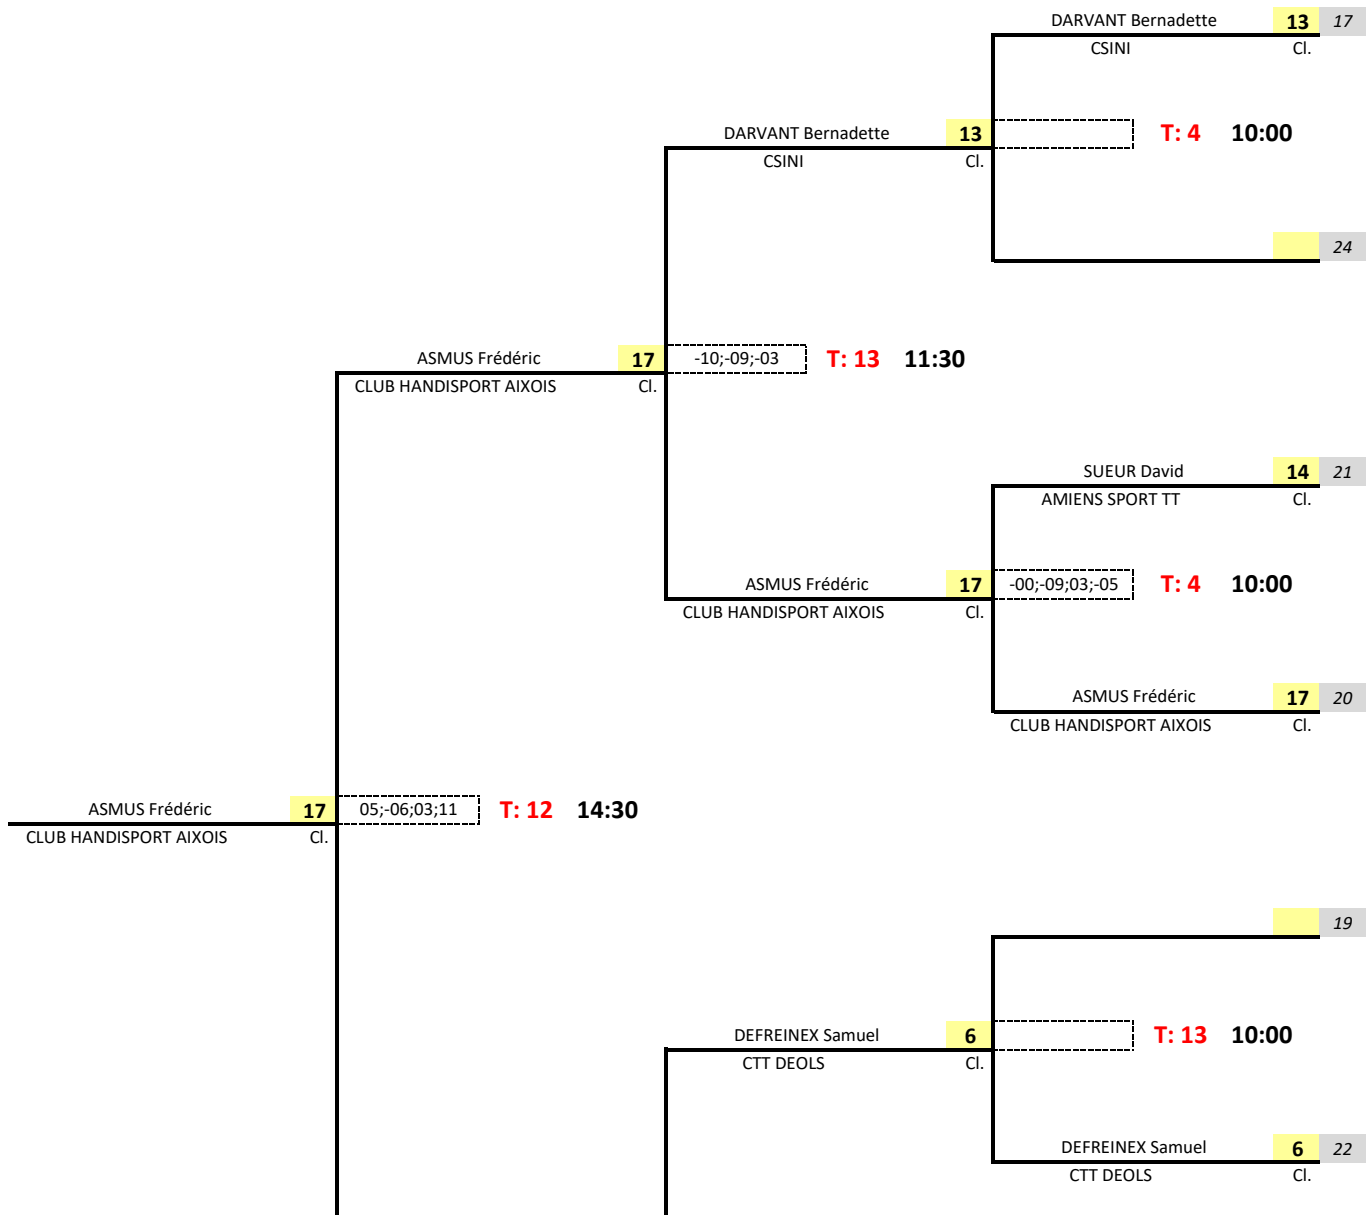 DARVANT Bernadette 13 17
CSINI Cl.
DARVANT Bernadette 13 T: 4 10:00
CSINI Cl.
24
ASMUS Frédéric 17 -10;-09;-03 T: 13 11:30
CLUB HANDISPORT AIXOIS Cl.
SUEUR David 14 21
AMIENS SPORT TT Cl.
ASMUS Frédéric 17 -00;-09;03;-05 T: 4 10:00
CLUB HANDISPORT AIXOIS Cl.
ASMUS Frédéric 17 20
CLUB HANDISPORT AIXOIS Cl.
ASMUS Frédéric 17 05;-06;03;11 T: 12 14:30
CLUB HANDISPORT AIXOIS Cl.
19
DEFREINEX Samuel 6 T: 13 10:00
CTT DEOLS Cl.
DEFREINEX Samuel 6 22
CTT DEOLS Cl.